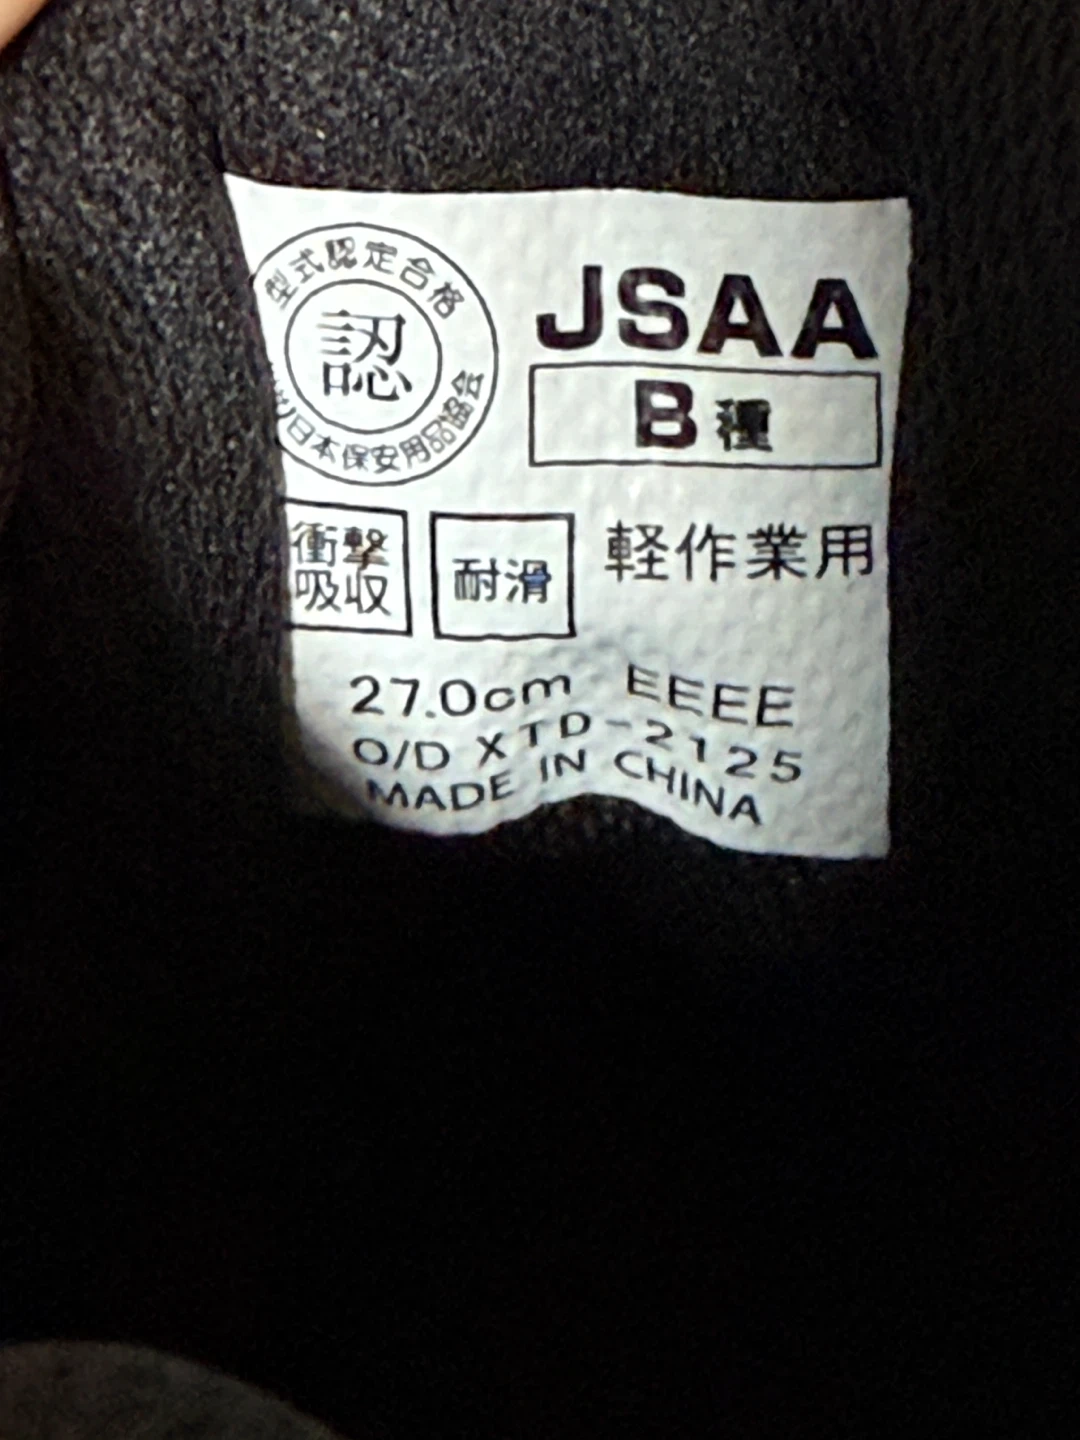 型式認定合格
認
日本保安用品協会
JSAA
B種
衝撃
吸収
耐滑
軽作業用
27.0cm EEEE
O/D XTD-2125
MADE IN CHINA